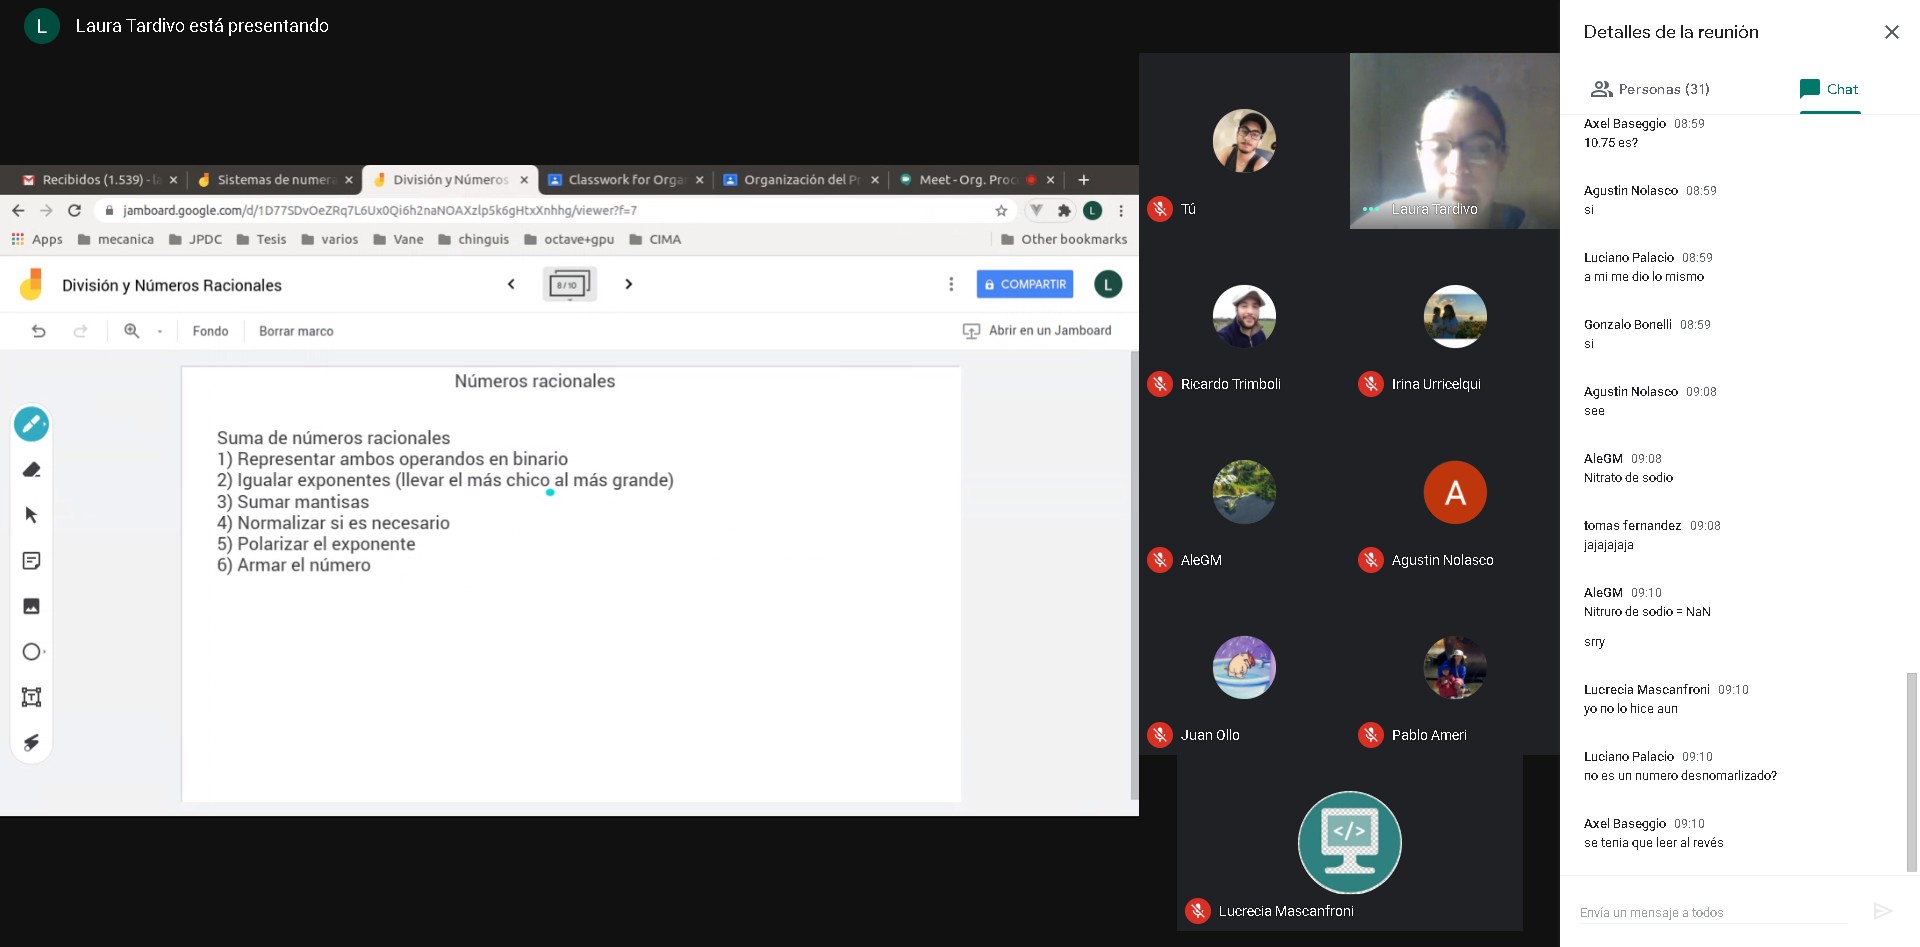 L Laura Tardivo está presentando
Recibidos (1.539) - la
Sistemas de numera
División y Números
Classwork for Orga
Organización del Pr
Meet - Org. Proc
jamboard.google.com/d/1D77SDvOeZRq7L6Ux0Qi6h2naNOAXzlp5k6gHtxXnhhg/viewer?f=7
L
Apps mecanica JPDC Tesis varios Vane chinguis octave+gpu CIMA Other bookmarks
División y Números Racionales
8/10
COMPARTIR
L
Fondo Borrar marco
Abrir en un Jamboard
Números racionales
Suma de números racionales
1) Representar ambos operandos en binario
2) Igualar exponentes (llevar el más chico al más grande)
3) Sumar mantisas
4) Normalizar si es necesario
5) Polarizar el exponente
6) Armar el número
Tú
Laura Tardivo
Ricardo Trimboli
Irina Urricelqui
AleGM
A
Agustin Nolasco
Juan Ollo
Pablo Ameri
</>
Lucrecia Mascanfroni
Detalles de la reunión
Personas (31)
Chat
Axel Baseggio 08:59
10.75 es?
Agustin Nolasco 08:59
si
Luciano Palacio 08:59
a mi me dio lo mismo
Gonzalo Bonelli 08:59
si
Agustin Nolasco 09:08
see
AleGM 09:08
Nitrato de sodio
tomas fernandez 09:08
jajajajaja
AleGM 09:10
Nitruro de sodio = NaN
srry
Lucrecia Mascanfroni 09:10
yo no lo hice aun
Luciano Palacio 09:10
no es un numero desnomarlizado?
Axel Baseggio 09:10
se tenia que leer al revés
Envía un mensaje a todos